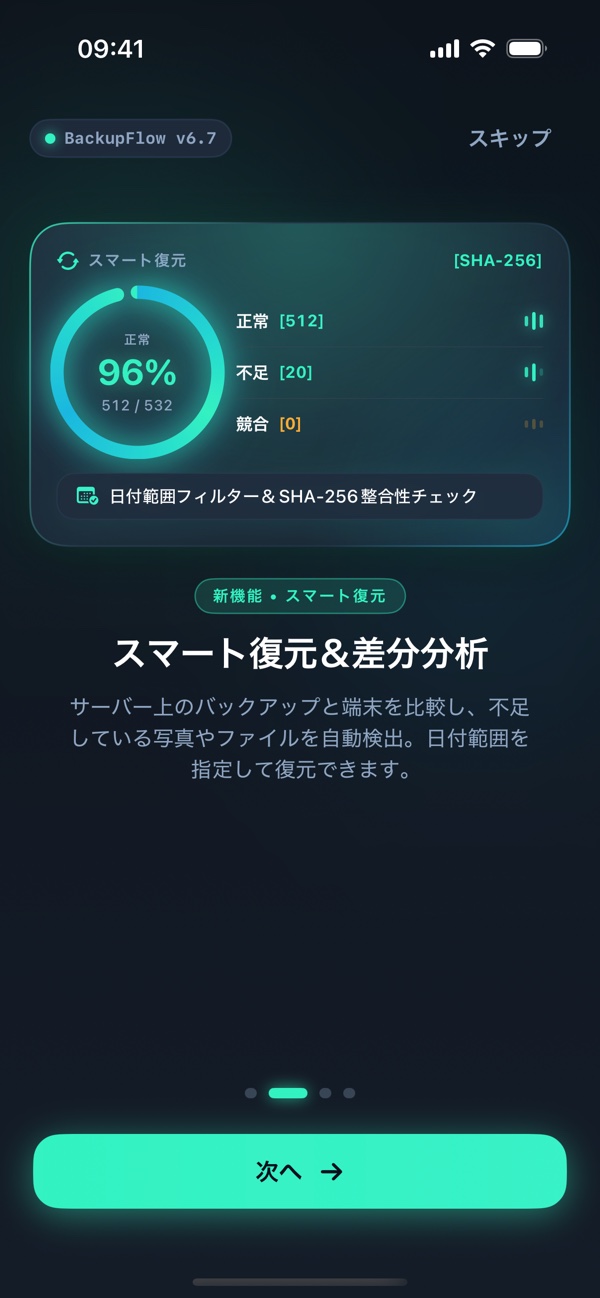 09:41
BackupFlow v6.7
スキップ
スマート復元
[SHA-256]
正常
96%
512 / 532
正常 [512]
不足 [20]
競合 [0]
日付範囲フィルター＆SHA-256整合性チェック
新機能 • スマート復元
スマート復元＆差分分析
サーバー上のバックアップと端末を比較し、不足
している写真やファイルを自動検出。日付範囲を
指定して復元できます。
次へ →